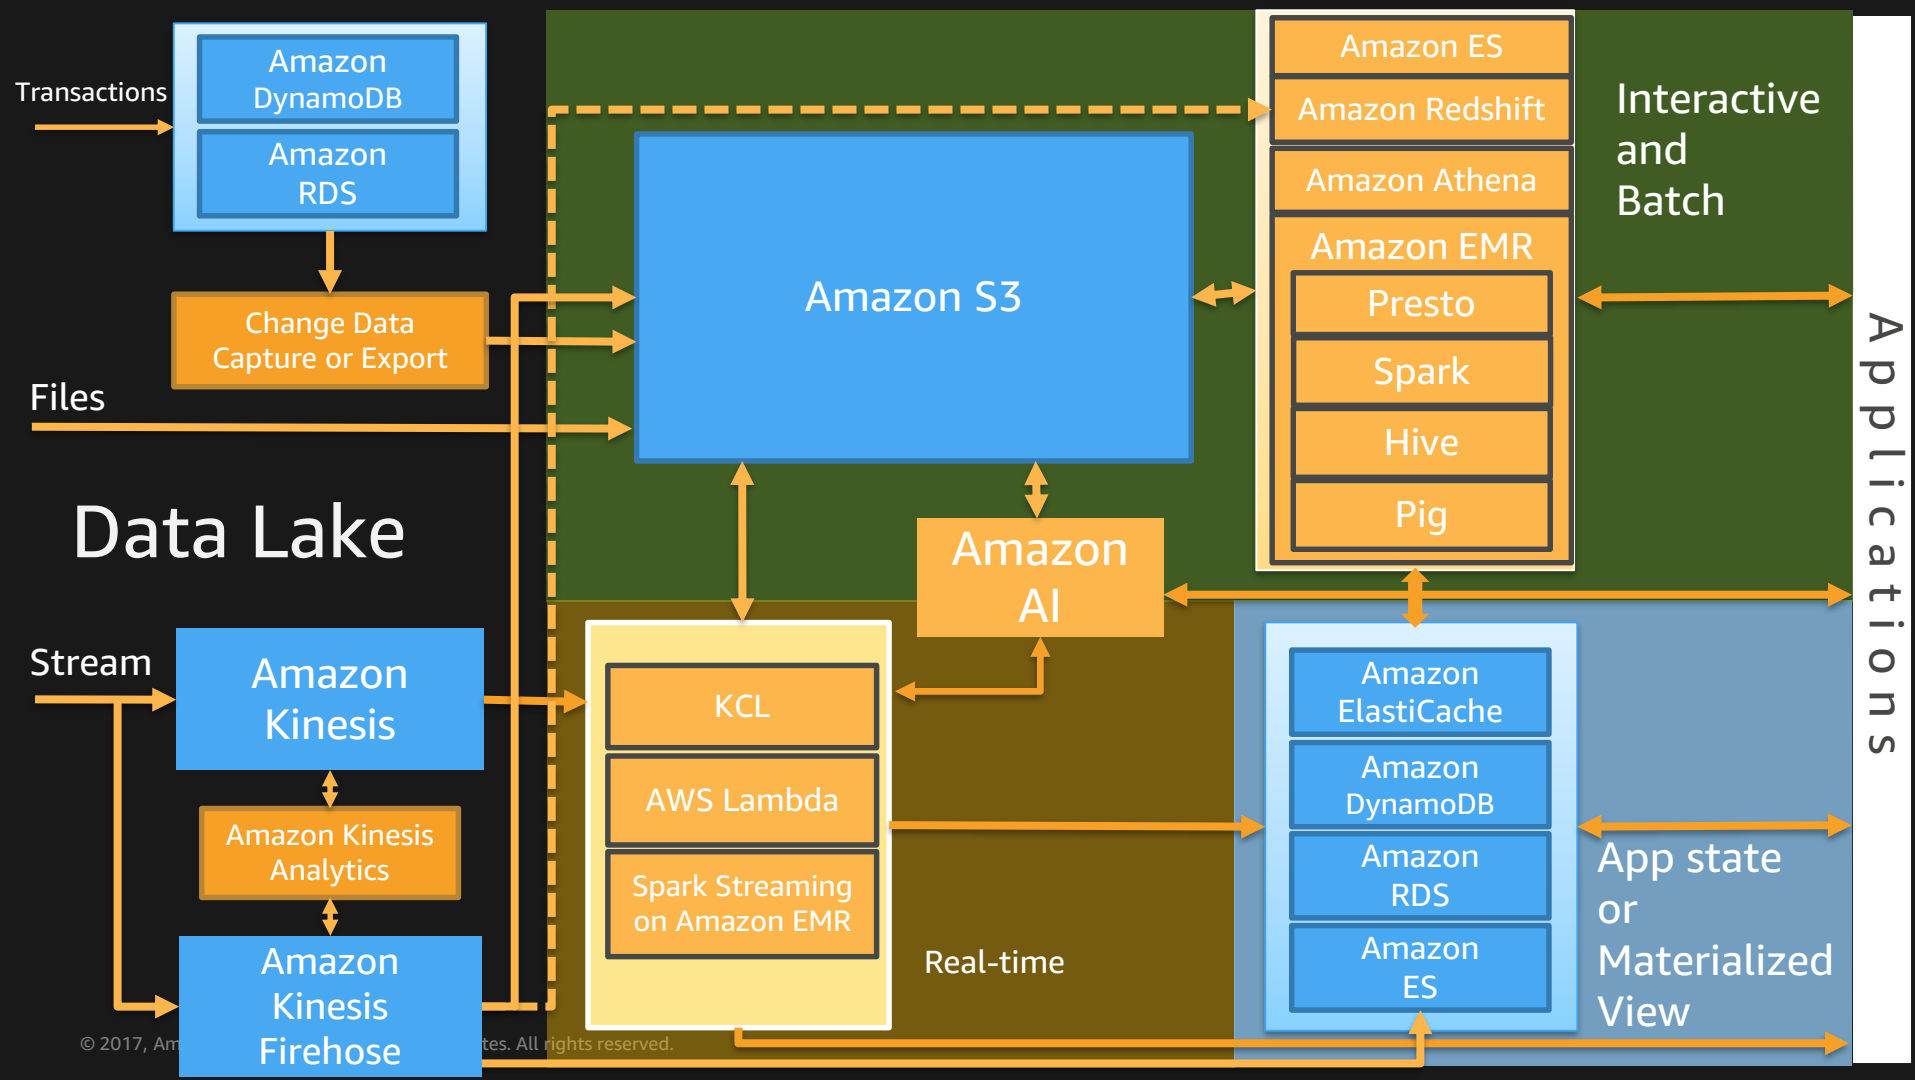 Transactions
Amazon
DynamoDB
Amazon
RDS
Change Data
Capture or Export
Files
Data Lake
Stream
Amazon
Kinesis
Amazon Kinesis
Analytics
Amazon
Kinesis
Firehose
Amazon S3
Amazon
AI
KCL
AWS Lambda
Spark Streaming
on Amazon EMR
Real-time
Amazon ES
Amazon Redshift
Amazon Athena
Amazon EMR
Presto
Spark
Hive
Pig
Interactive
and
Batch
Amazon
ElastiCache
Amazon
DynamoDB
Amazon
RDS
Amazon
ES
App state
or
Materialized
View
Applications
© 2017, Am tes. All rights reserved.